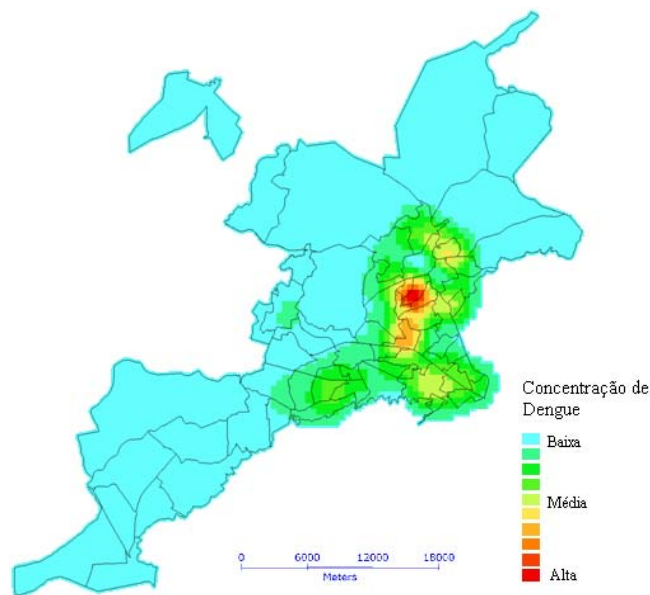 Concentração de
Dengue
Baixa
Média
Alta
0 6000 12000 18000
Meters